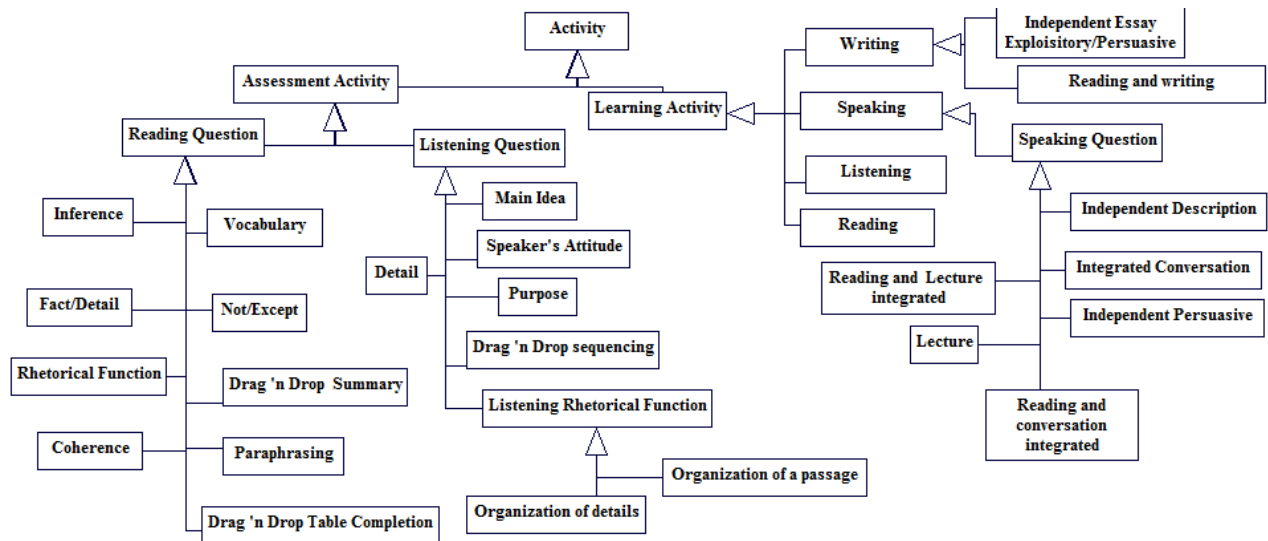 Activity
Independent Essay
Exploisitory/Persuasive
Writing
Assessment Activity
Reading and writing
Learning Activity
Speaking
Reading Question
Listening Question
Speaking Question
Listening
Main Idea
Inference
Vocabulary
Independent Description
Reading
Speaker's Attitude
Detail
Integrated Conversation
Reading and Lecture
integrated
Purpose
Fact/Detail
Not/Except
Independent Persuasive
Lecture
Drag 'n Drop sequencing
Rhetorical Function
Drag 'n Drop Summary
Listening Rhetorical Function
Reading and
conversation
integrated
Coherence
Paraphrasing
Organization of a passage
Organization of details
Drag 'n Drop Table Completion